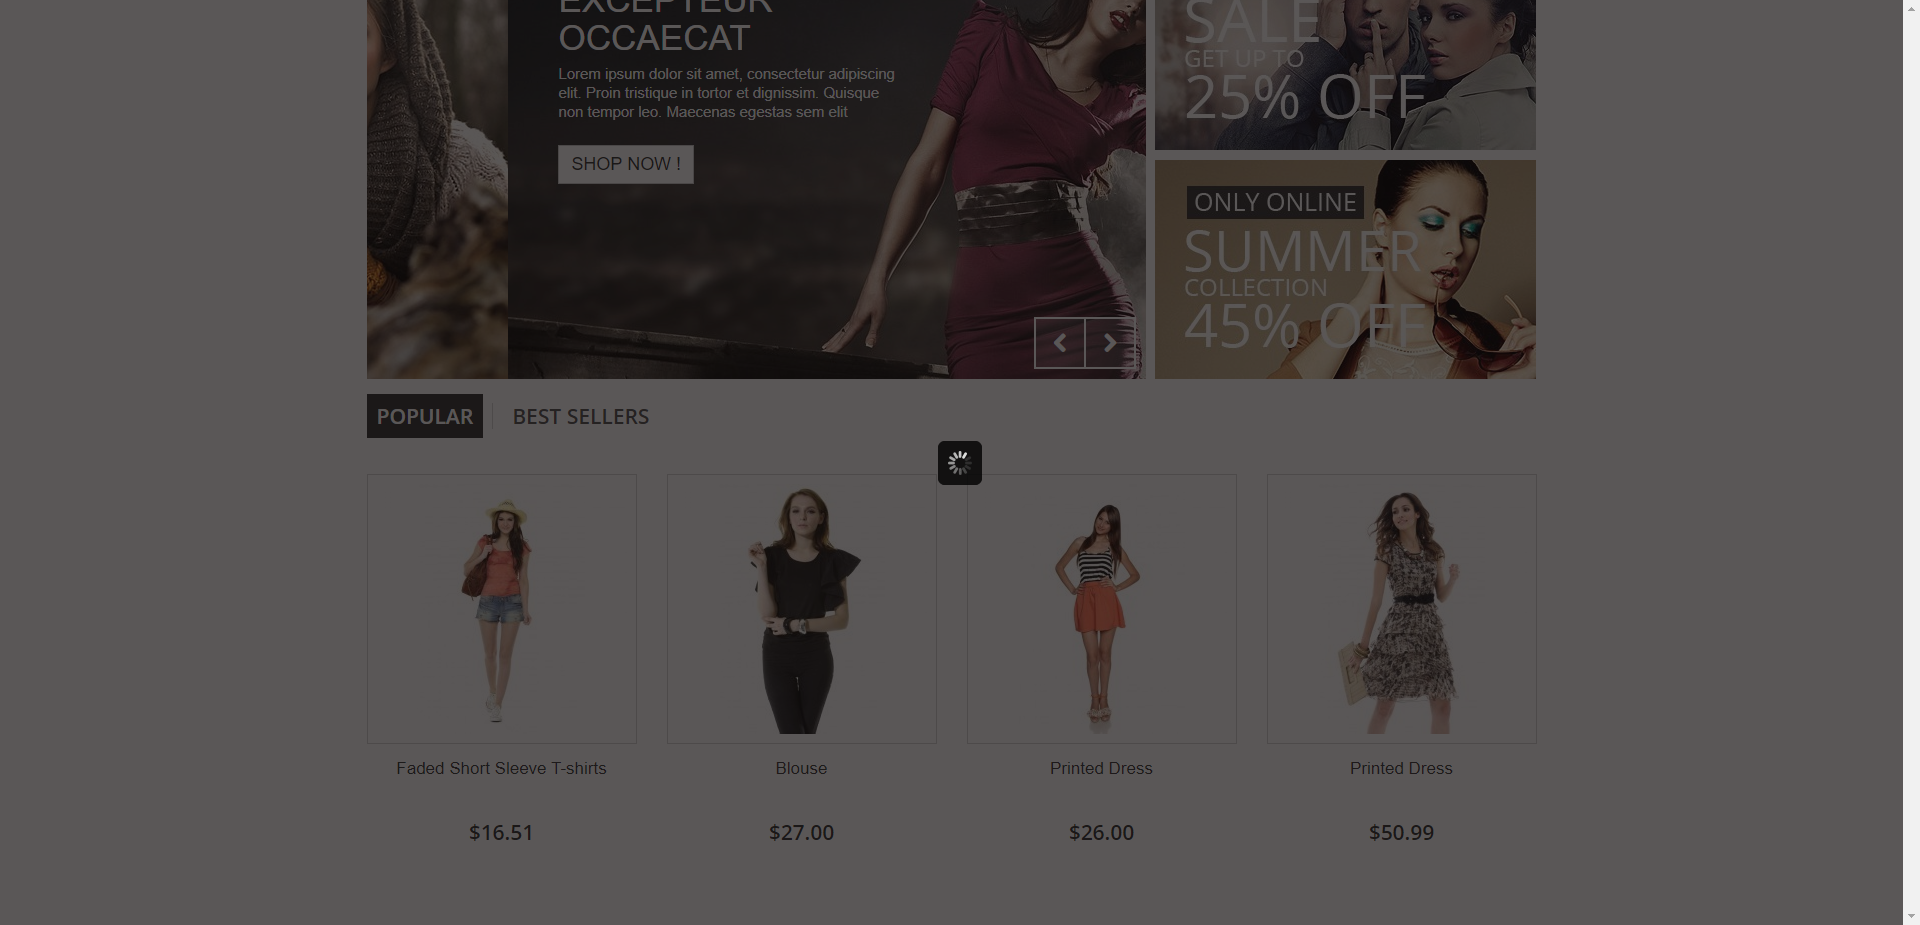 EXCEPTEUR
OCCAECAT
Lorem ipsum dolor sit amet, consectetur adipiscing
elit. Proin tristique in tortor et dignissim. Quisque
non tempor leo. Maecenas egestas sem elit
SHOP NOW !
SALE
GET UP TO
25% OFF
ONLY ONLINE
SUMMER
COLLECTION
45% OFF
POPULAR
BEST SELLERS
Faded Short Sleeve T-shirts
Blouse
Printed Dress
Printed Dress
$16.51
$27.00
$26.00
$50.99